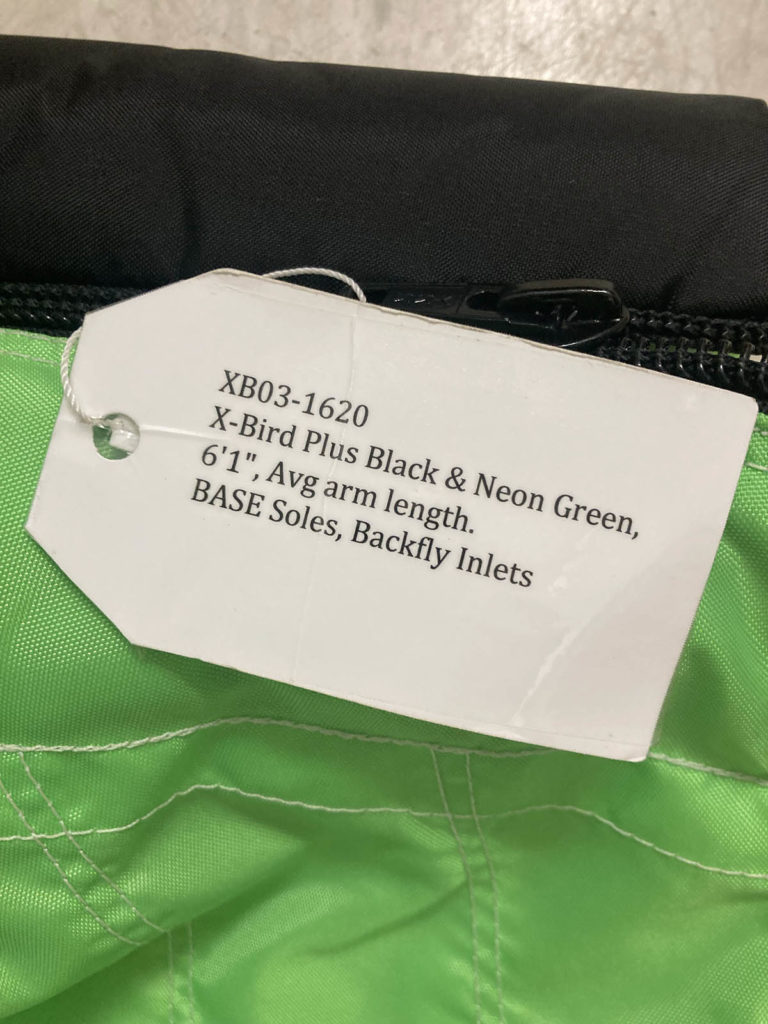 XB03-1620
X-Bird Plus Black & Neon Green,
6'1", Avg arm length.
BASE Soles, Backfly Inlets